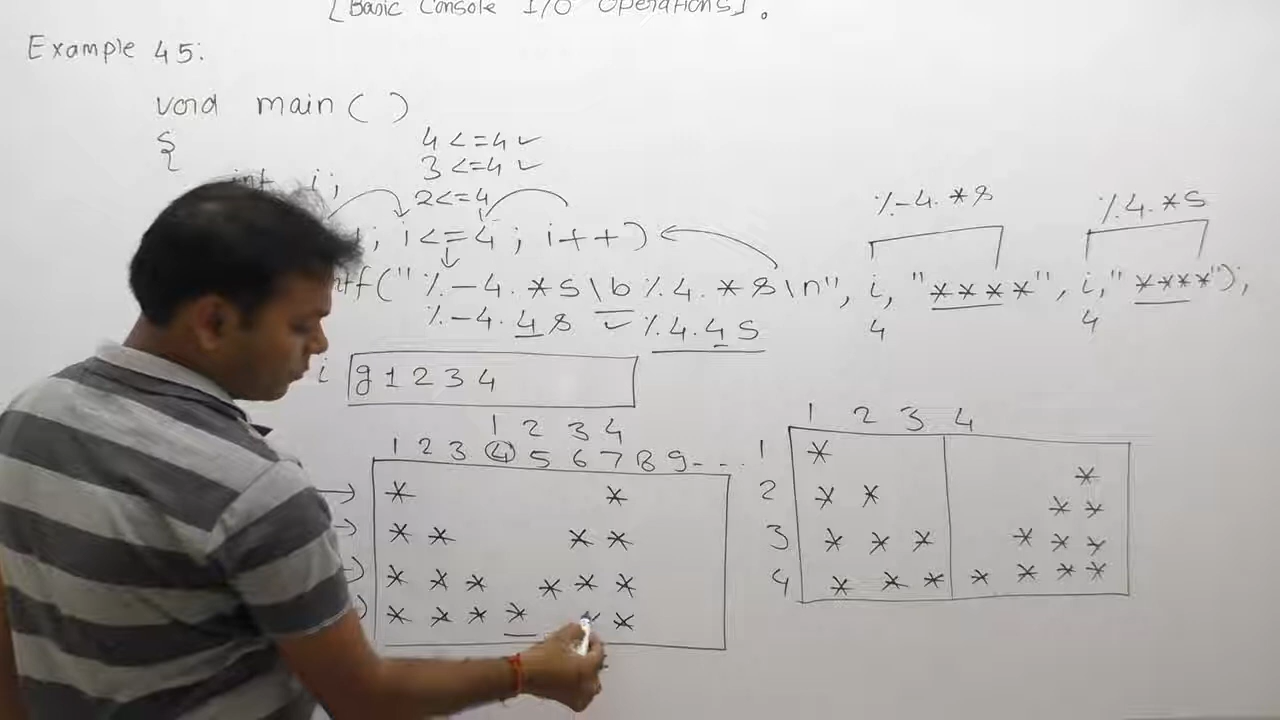 [Basic Console I/O Operations].
Example 45:
void main( )
{
4<=4✓
3<=4✓
int i;
2<=4
; i<=4; i++)
%-4.*s
%4.*s
ntf("%-4.*s\b%4.*s\n", i, "****", i, "****");
%-4.4s ✓ %4.4s
4
4
i
g1 2 3 4
1 2 3 4
1 2 3 4 5 6 7 8 9-..
* *
* * * *
* * * * * *
* * * * * *
1 2 3 4
1 *
*
2 * *
* *
3 * * *
* * *
4 * * * * * * *